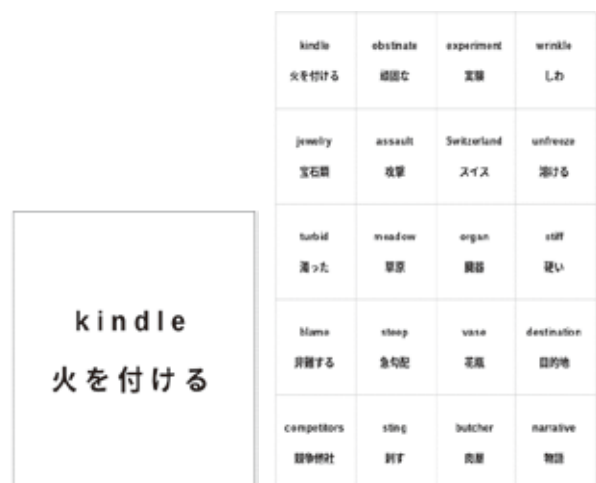 kindle
火を付ける
kindle obstinate experiment wrinkle
火を付ける 頑固な 実験 しわ
jewelry assault Switzerland unfreeze
宝石類 攻撃 スイス 溶ける
turbid meadow organ stiff
濁った 草原 臓器 硬い
blame steep vase destination
非難する 急勾配 花瓶 目的地
competitors sting butcher narrative
競争他社 刺す 肉屋 物語